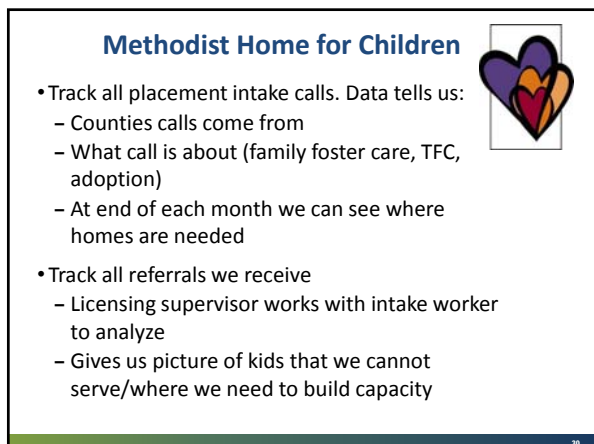 Methodist Home for Children
• Track all placement intake calls. Data tells us:
– Counties calls come from
– What call is about (family foster care, TFC,
adoption)
– At end of each month we can see where
homes are needed
• Track all referrals we receive
– Licensing supervisor works with intake worker
to analyze
– Gives us picture of kids that we cannot
serve/where we need to build capacity
30